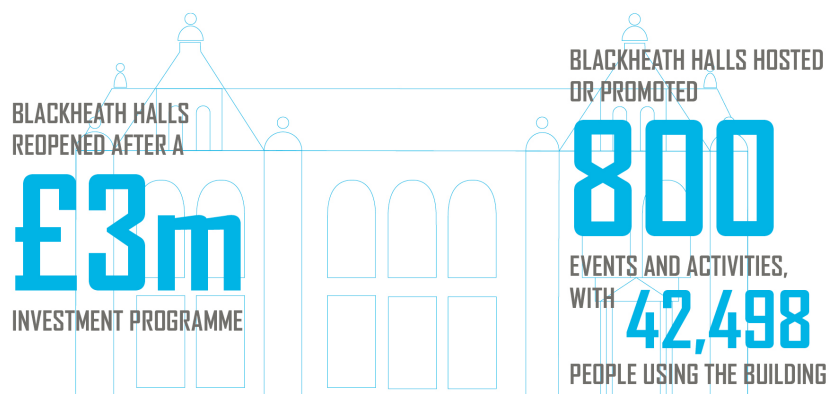 BLACKHEATH HALLS
REOPENED AFTER A
£3m
INVESTMENT PROGRAMME
BLACKHEATH HALLS HOSTED
OR PROMOTED
800
EVENTS AND ACTIVITIES,
WITH 42,498
PEOPLE USING THE BUILDING